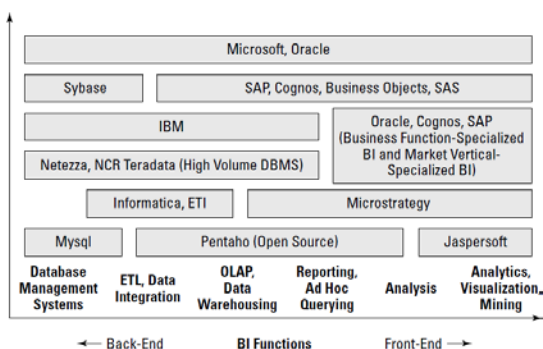 Microsoft, Oracle
Sybase
SAP, Cognos, Business Objects, SAS
IBM
Oracle, Cognos, SAP
(Business Function-Specialized
BI and Market Vertical-
Specialized BI)
Netezza, NCR Teradata (High Volume DBMS)
Informatica, ETI
Microstrategy
Mysql
Pentaho (Open Source)
Jaspersoft
Database
Management
Systems
ETL, Data
Integration
OLAP,
Data
Warehousing
Reporting,
Ad Hoc
Querying
Analysis
Analytics,
Visualization,
Mining
Back-End
BI Functions
Front-End